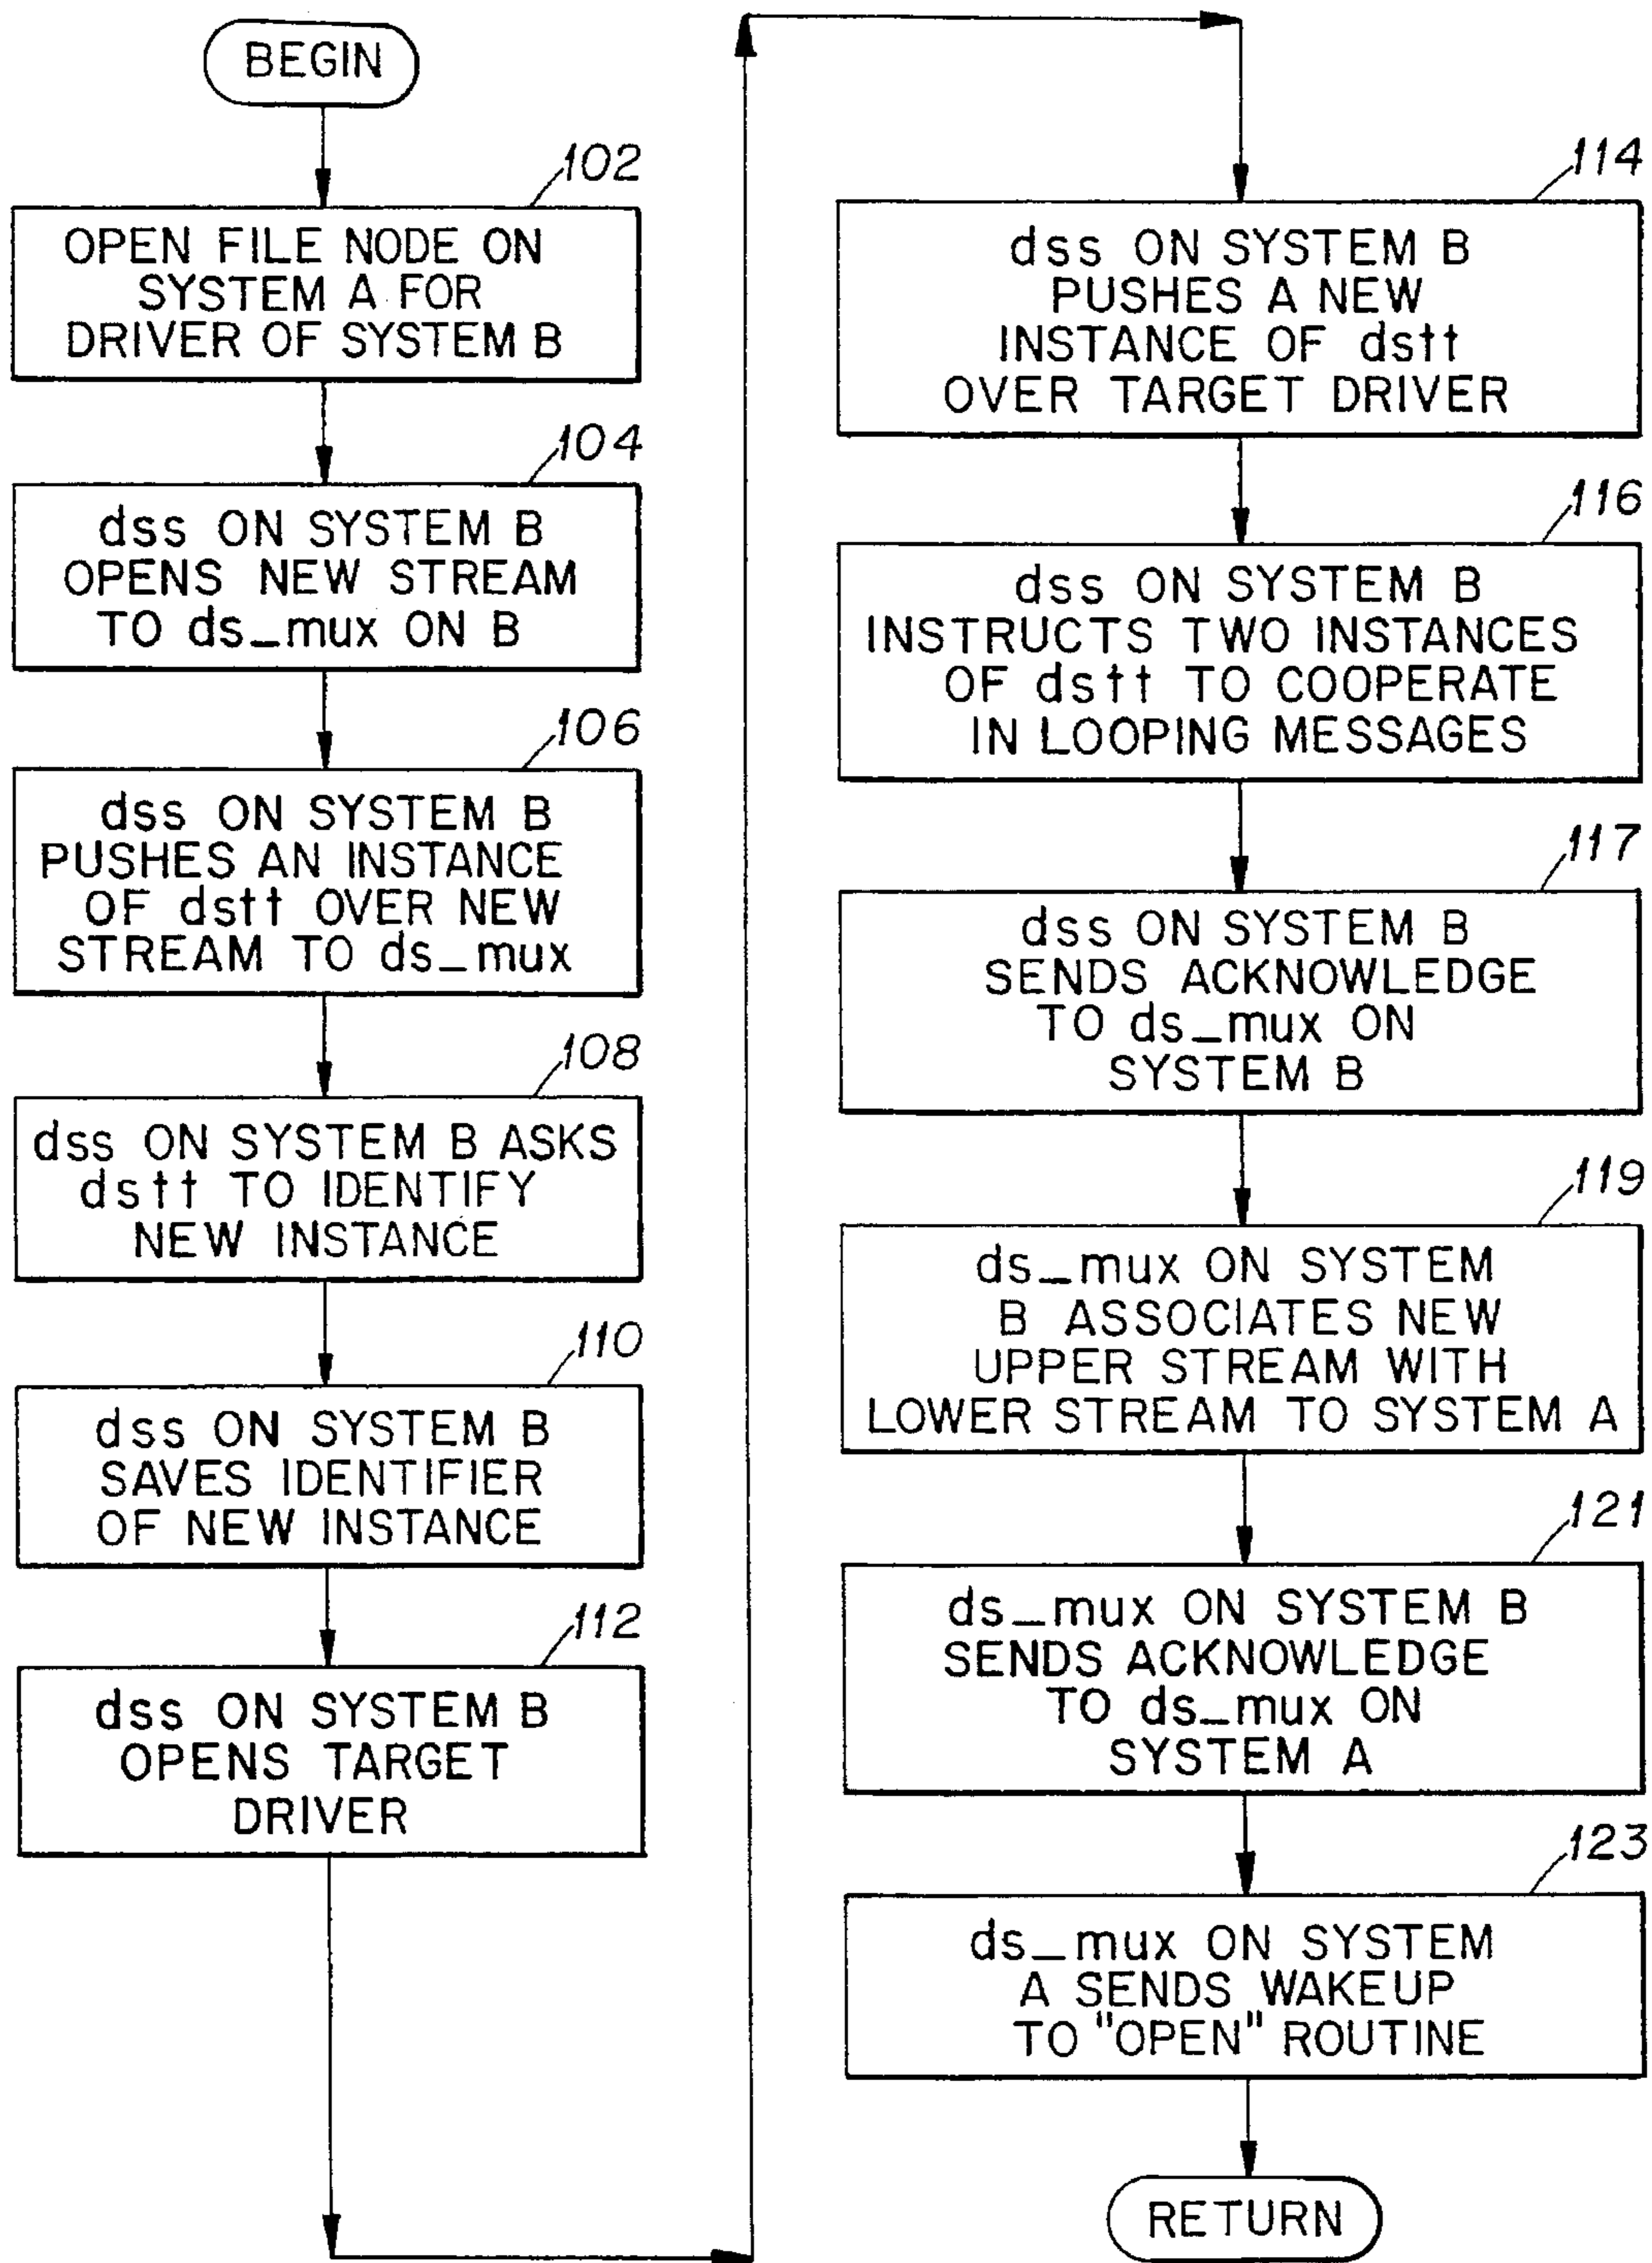 BEGIN
102
OPEN FILE NODE ON
SYSTEM A FOR
DRIVER OF SYSTEM B
104
dss ON SYSTEM B
OPENS NEW STREAM
TO ds_mux ON B
106
dss ON SYSTEM B
PUSHES AN INSTANCE
OF dstt OVER NEW
STREAM TO ds_mux
108
dss ON SYSTEM B ASKS
dstt TO IDENTIFY
NEW INSTANCE
110
dss ON SYSTEM B
SAVES IDENTIFIER
OF NEW INSTANCE
112
dss ON SYSTEM B
OPENS TARGET
DRIVER
114
dss ON SYSTEM B
PUSHES A NEW
INSTANCE OF dstt
OVER TARGET DRIVER
116
dss ON SYSTEM B
INSTRUCTS TWO INSTANCES
OF dstt TO COOPERATE
IN LOOPING MESSAGES
117
dss ON SYSTEM B
SENDS ACKNOWLEDGE
TO ds_mux ON
SYSTEM B
119
ds_mux ON SYSTEM
B ASSOCIATES NEW
UPPER STREAM WITH
LOWER STREAM TO SYSTEM A
121
ds_mux ON SYSTEM B
SENDS ACKNOWLEDGE
TO ds_mux ON
SYSTEM A
123
ds_mux ON SYSTEM
A SENDS WAKEUP
TO "OPEN" ROUTINE
RETURN